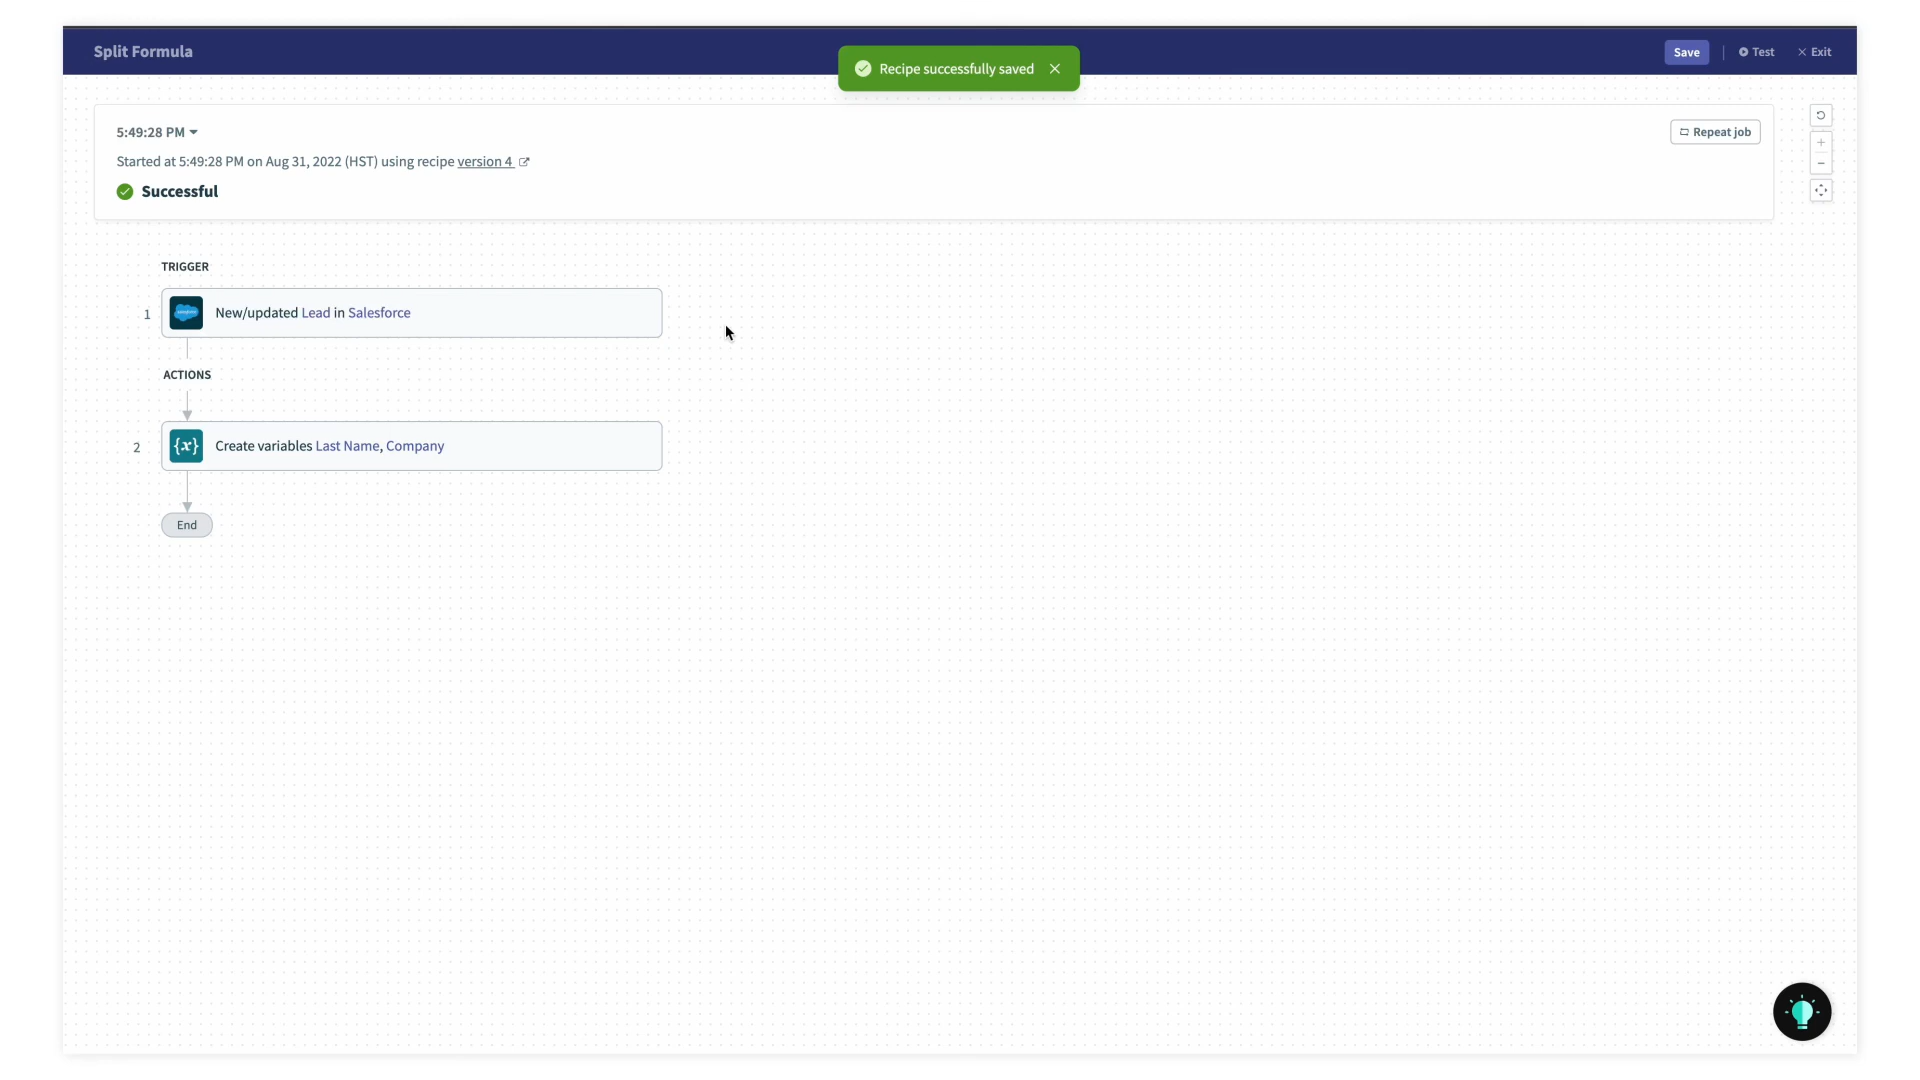 Split Formula
Recipe successfully saved
Save
Test
Exit
5:49:28 PM
Repeat job
Started at 5:49:28 PM on Aug 31, 2022 (HST) using recipe version 4
Successful
TRIGGER
1
New/updated Lead in Salesforce
ACTIONS
2
{x}
Create variables Last Name, Company
End